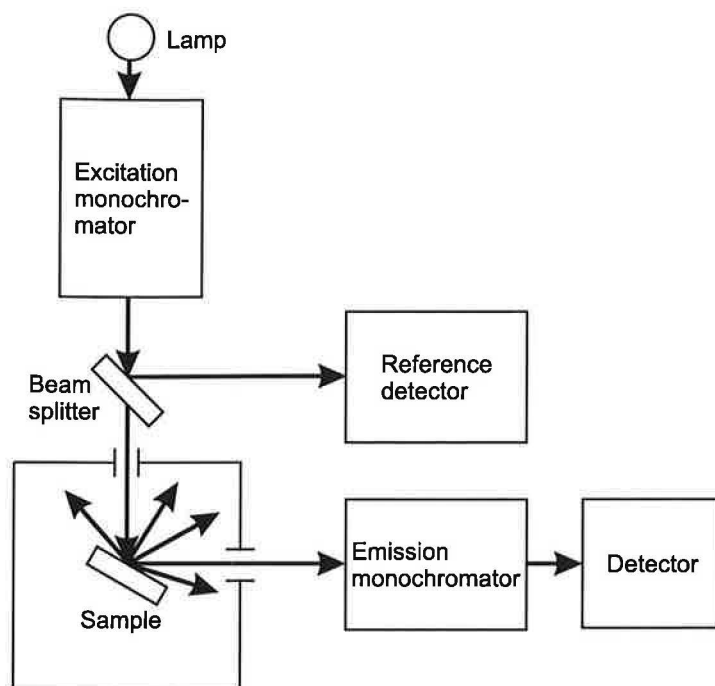 Lamp
Excitation
monochro-
mator
Beam
splitter
Reference
detector
Sample
Emission
monochromator
Detector